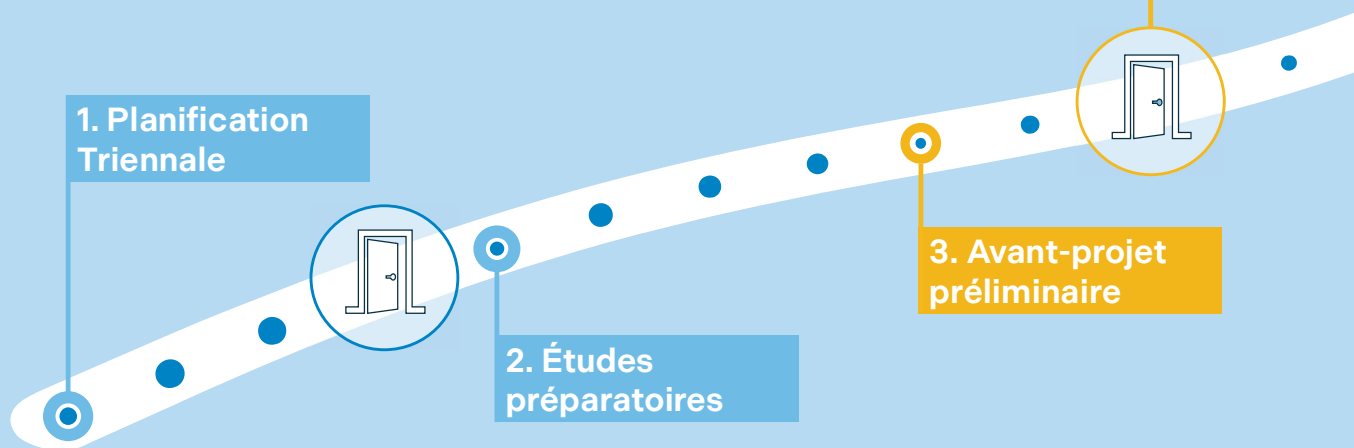 1. Planification
Triennale
2. Études
préparatoires
3. Avant-projet
préliminaire